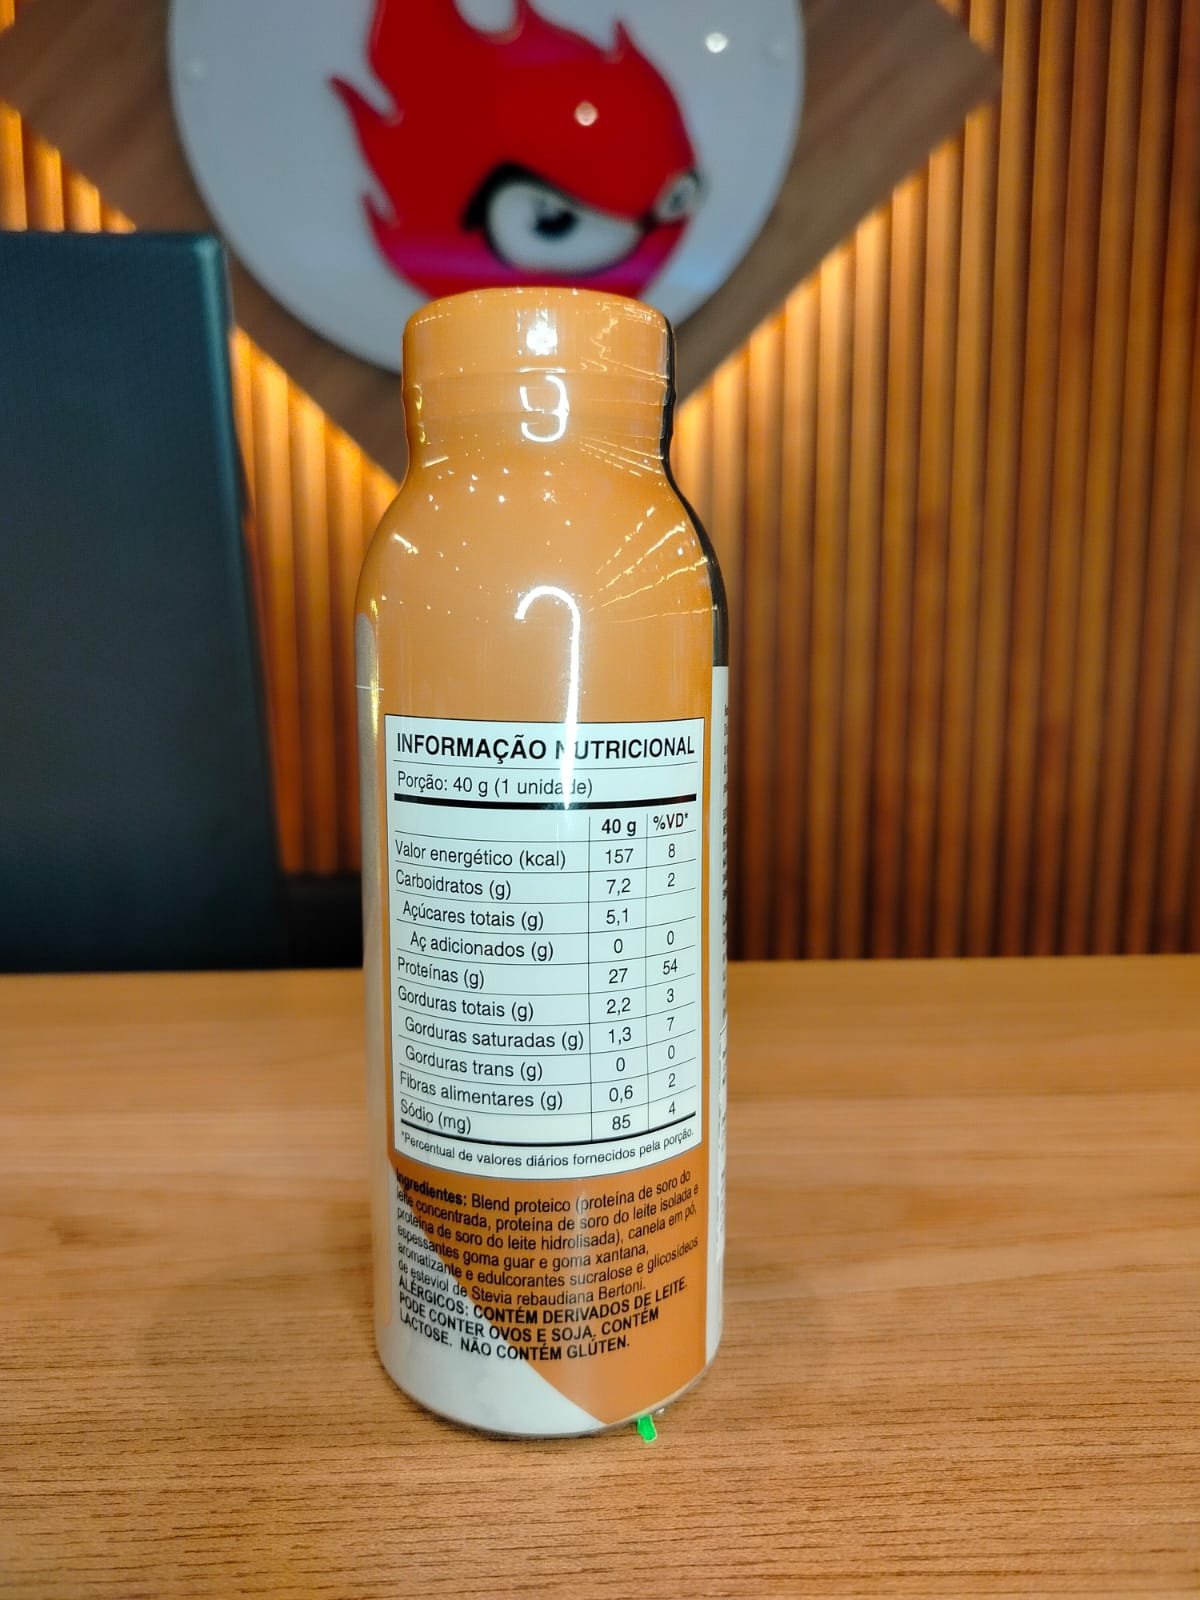 INFORMAÇÃO NUTRICIONAL
Porção: 40 g (1 unidade)
40 g %VD*
Valor energético (kcal) 157 8
Carboidratos (g) 7,2 2
Açúcares totais (g) 5,1
Aç adicionados (g) 0 0
Proteínas (g) 27 54
Gorduras totais (g) 2,2 3
Gorduras saturadas (g) 1,3 7
Gorduras trans (g) 0 0
Fibras alimentares (g) 0,6 2
Sódio (mg) 85 4
*Percentual de valores diários fornecidos pela porção.
Ingredientes: Blend proteico (proteína de soro do
leite concentrada, proteína de soro do leite isolada e
proteína de soro do leite hidrolisada), canela em pó,
espessantes goma guar e goma xantana,
aromatizante e edulcorantes sucralose e glicosídeos
de esteviol de Stevia rebaudiana Bertoni.
ALÉRGICOS: CONTÉM DERIVADOS DE LEITE.
PODE CONTER OVOS E SOJA. CONTÉM
LACTOSE. NÃO CONTÉM GLÚTEN.